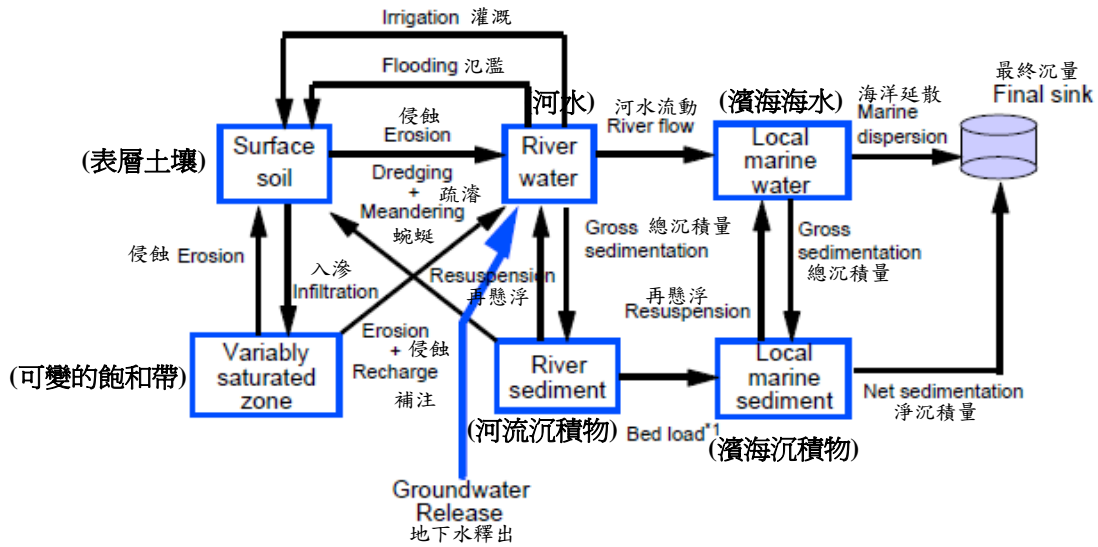 Irrigation 灌溉
Flooding 氾濫
(河水)
侵蝕
Erosion
河水流動
River flow
(濱海海水)
海洋延散
Marine
dispersion
最終沉量
Final sink
(表層土壤)
Surface
soil
River
water
Local
marine
water
Dredging
+ 疏濬
Meandering
蜿蜒
Gross 總沉積量
sedimentation
Gross
sedimentation
總沉積量
侵蝕 Erosion
入滲
Infiltration
Resuspension
再懸浮
再懸浮
Resuspension
(可變的飽和帶)
Variably
saturated
zone
Erosion
+ 侵蝕
Recharge
補注
River
sediment
Local
marine
sediment
Net sedimentation
淨沉積量
(河流沉積物)
Bed load*1
(濱海沉積物)
Groundwater
Release
地下水釋出